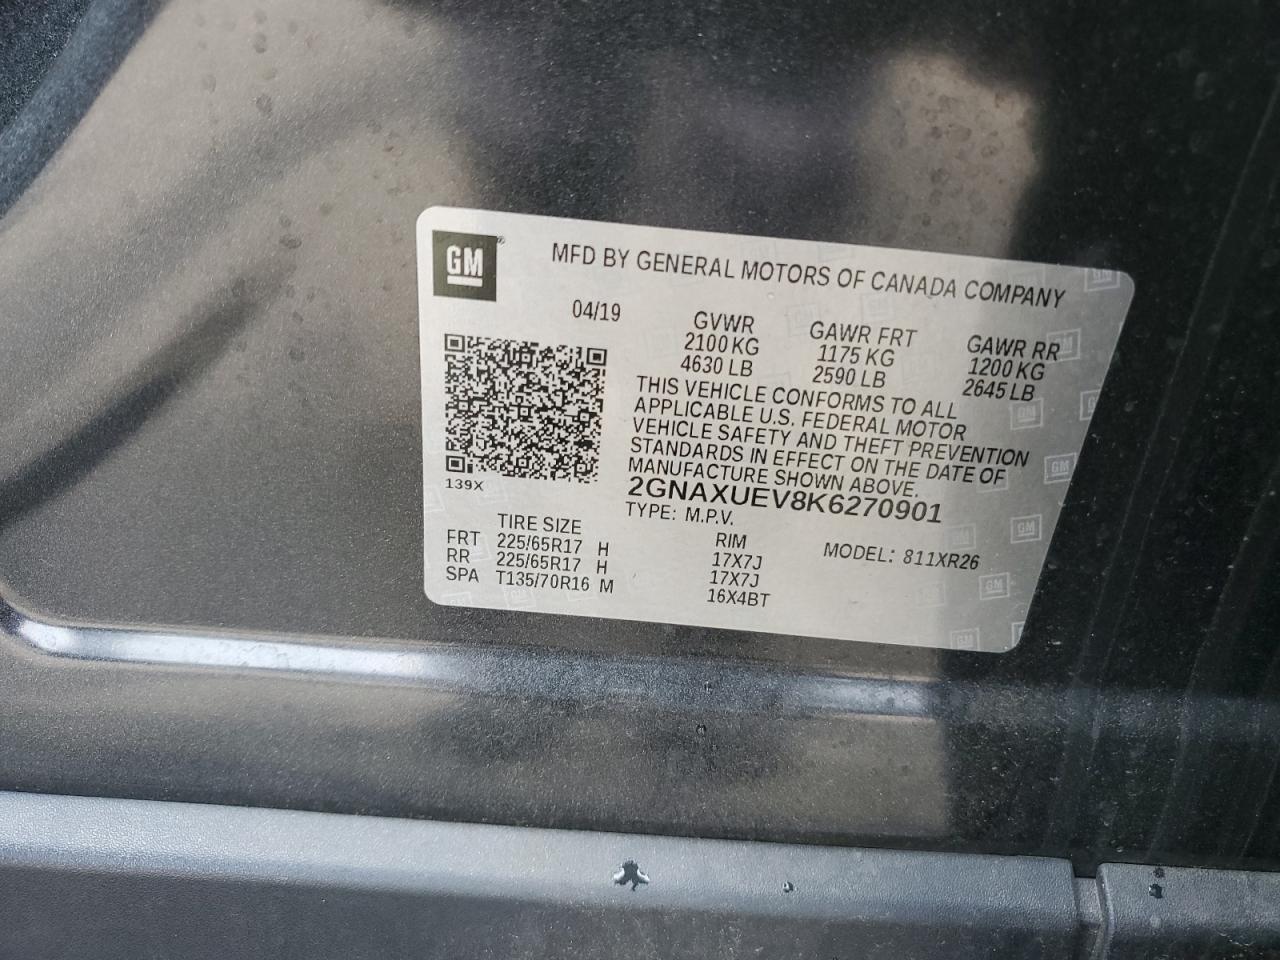 GM
MFD BY GENERAL MOTORS OF CANADA COMPANY
04/19
GVWR
2100 KG
4630 LB
GAWR FRT
1175 KG
2590 LB
GAWR RR
1200 KG
2645 LB
THIS VEHICLE CONFORMS TO ALL
APPLICABLE U.S. FEDERAL MOTOR
VEHICLE SAFETY AND THEFT PREVENTION
STANDARDS IN EFFECT ON THE DATE OF
MANUFACTURE SHOWN ABOVE.
139X
2GNAXUEV8K6270901
TYPE: M.P.V.
MODEL: 811XR26
TIRE SIZE RIM
FRT 225/65R17 H 17X7J
RR 225/65R17 H 17X7J
SPA T135/70R16 M 16X4BT